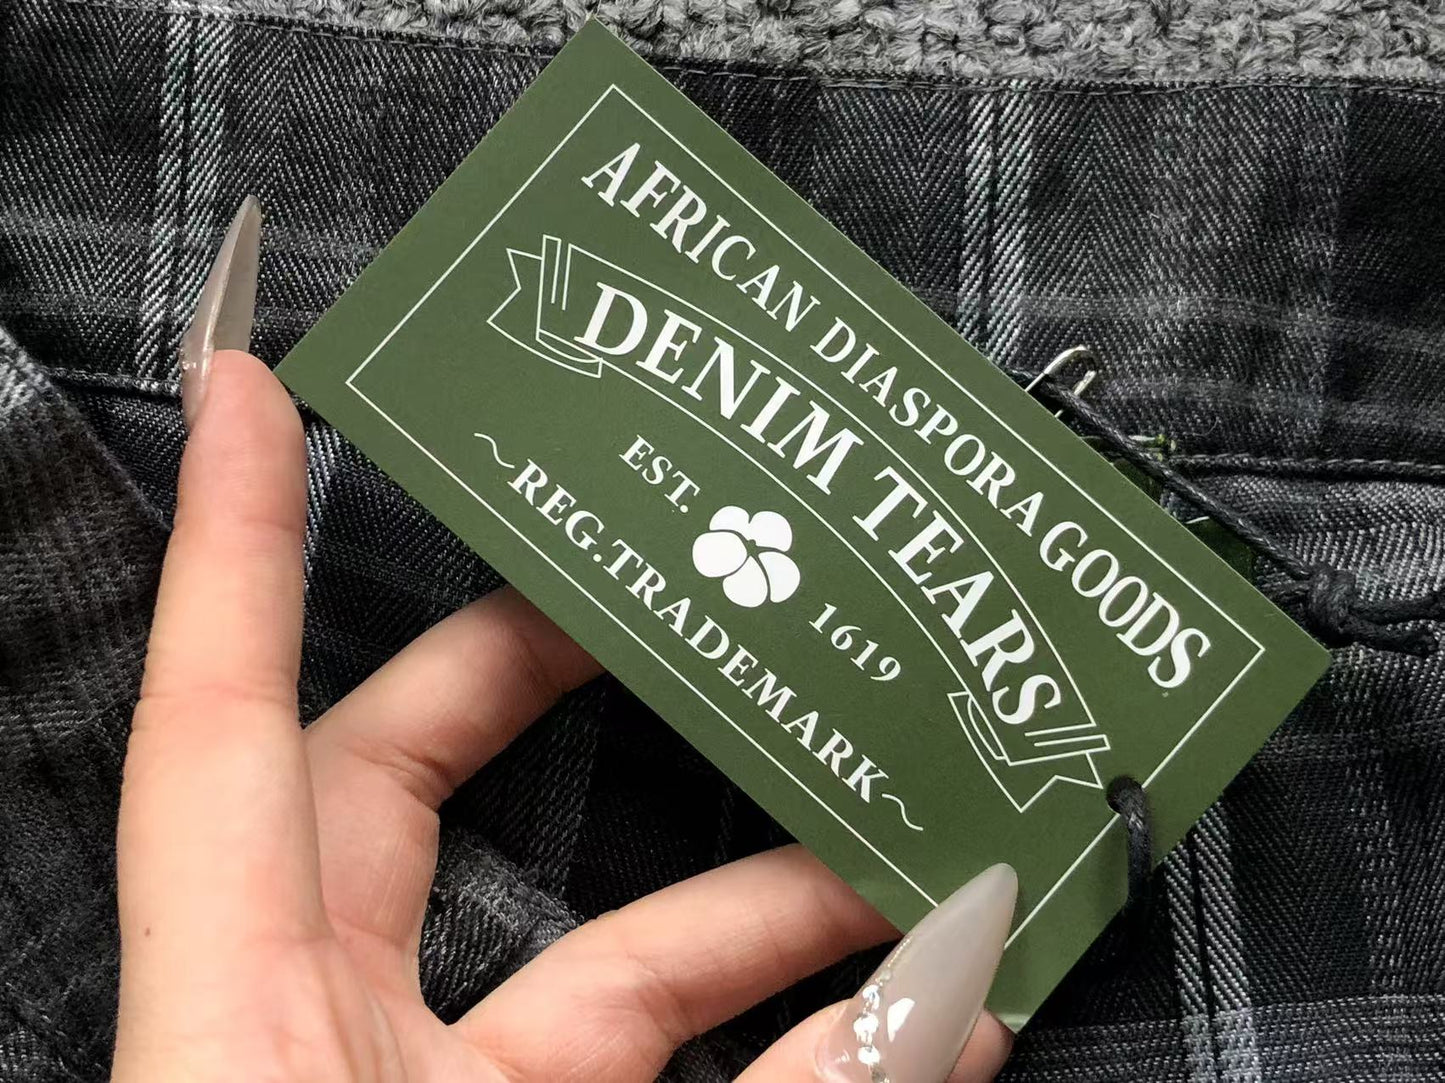 AFRICAN DIASPORA GOODS
DENIM TEARS
EST. 1619
~REG.TRADEMARK~